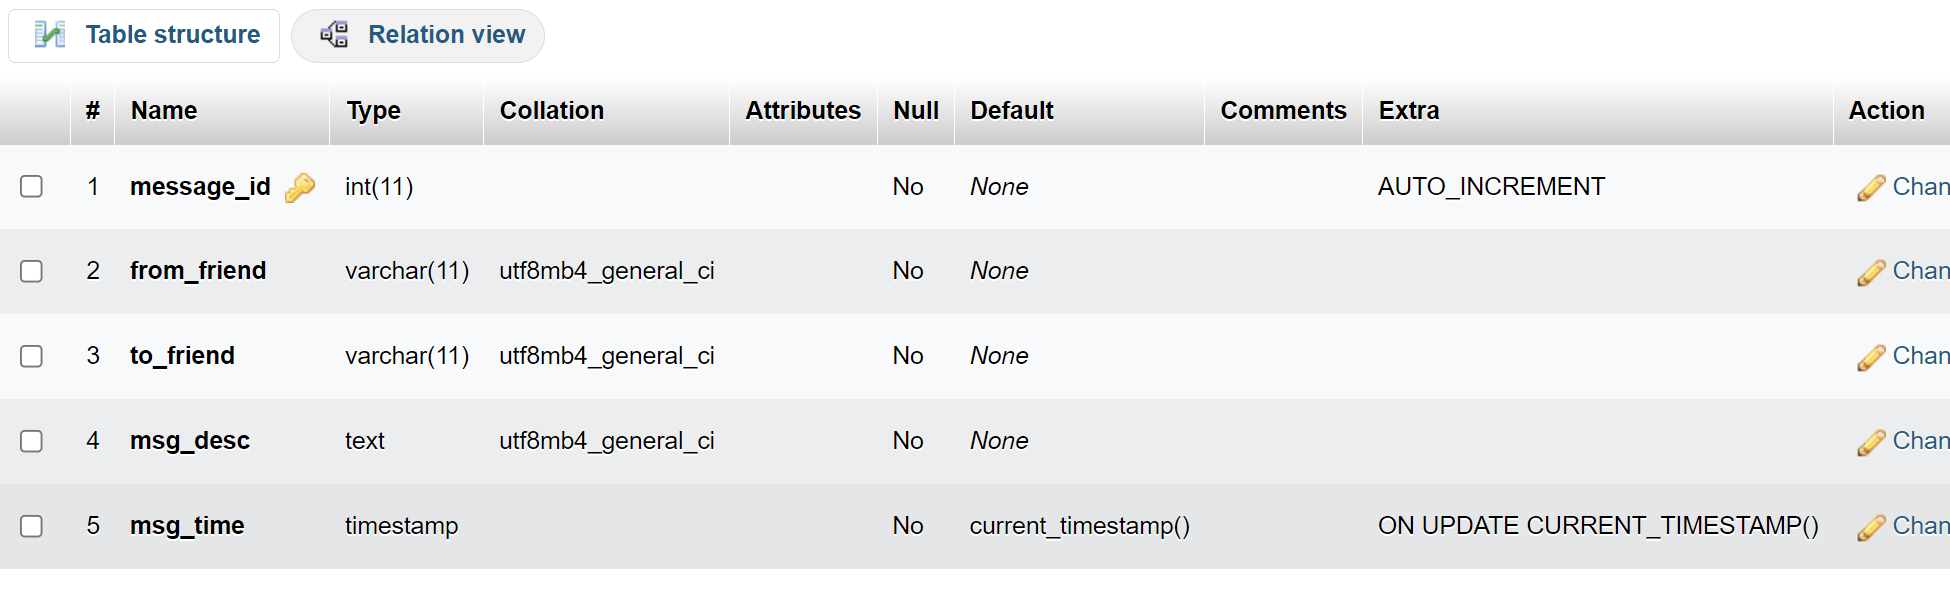 Table structure Relation view
# Name Type Collation Attributes Null Default Comments Extra Action
1 message_id int(11) No None AUTO_INCREMENT Chan
2 from_friend varchar(11) utf8mb4_general_ci No None Chan
3 to_friend varchar(11) utf8mb4_general_ci No None Chan
4 msg_desc text utf8mb4_general_ci No None Chan
5 msg_time timestamp No current_timestamp() ON UPDATE CURRENT_TIMESTAMP() Chan